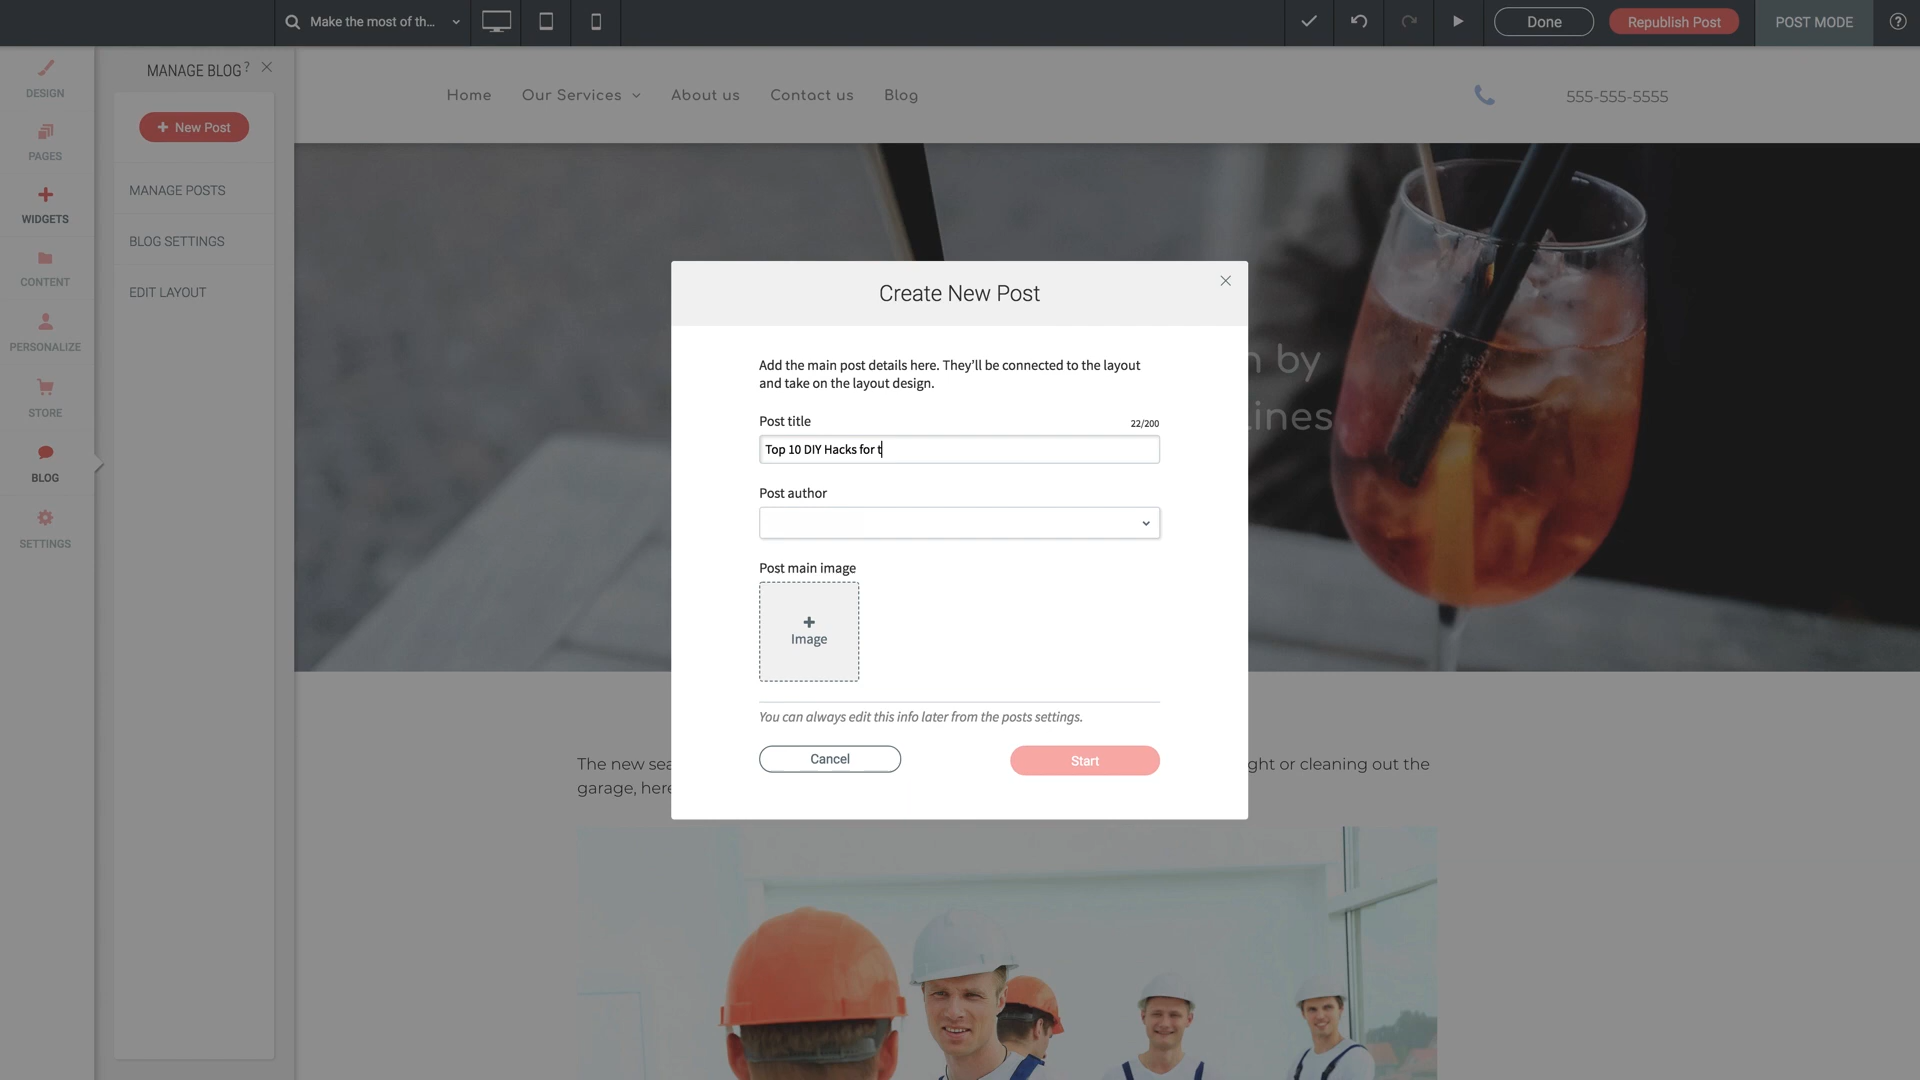 Make the most of th...
Done
Republish Post
POST MODE
DESIGN
PAGES
WIDGETS
CONTENT
PERSONALIZE
STORE
BLOG
SETTINGS
MANAGE BLOG ?
+ New Post
MANAGE POSTS
BLOG SETTINGS
EDIT LAYOUT
Home
Our Services
About us
Contact us
Blog
555-555-5555
n by
lines
Create New Post
Add the main post details here. They'll be connected to the layout
and take on the layout design.
Post title
22/200
Top 10 DIY Hacks for t
Post author
Post main image
+
Image
You can always edit this info later from the posts settings.
Cancel
Start
The new sea
ght or cleaning out the
garage, here